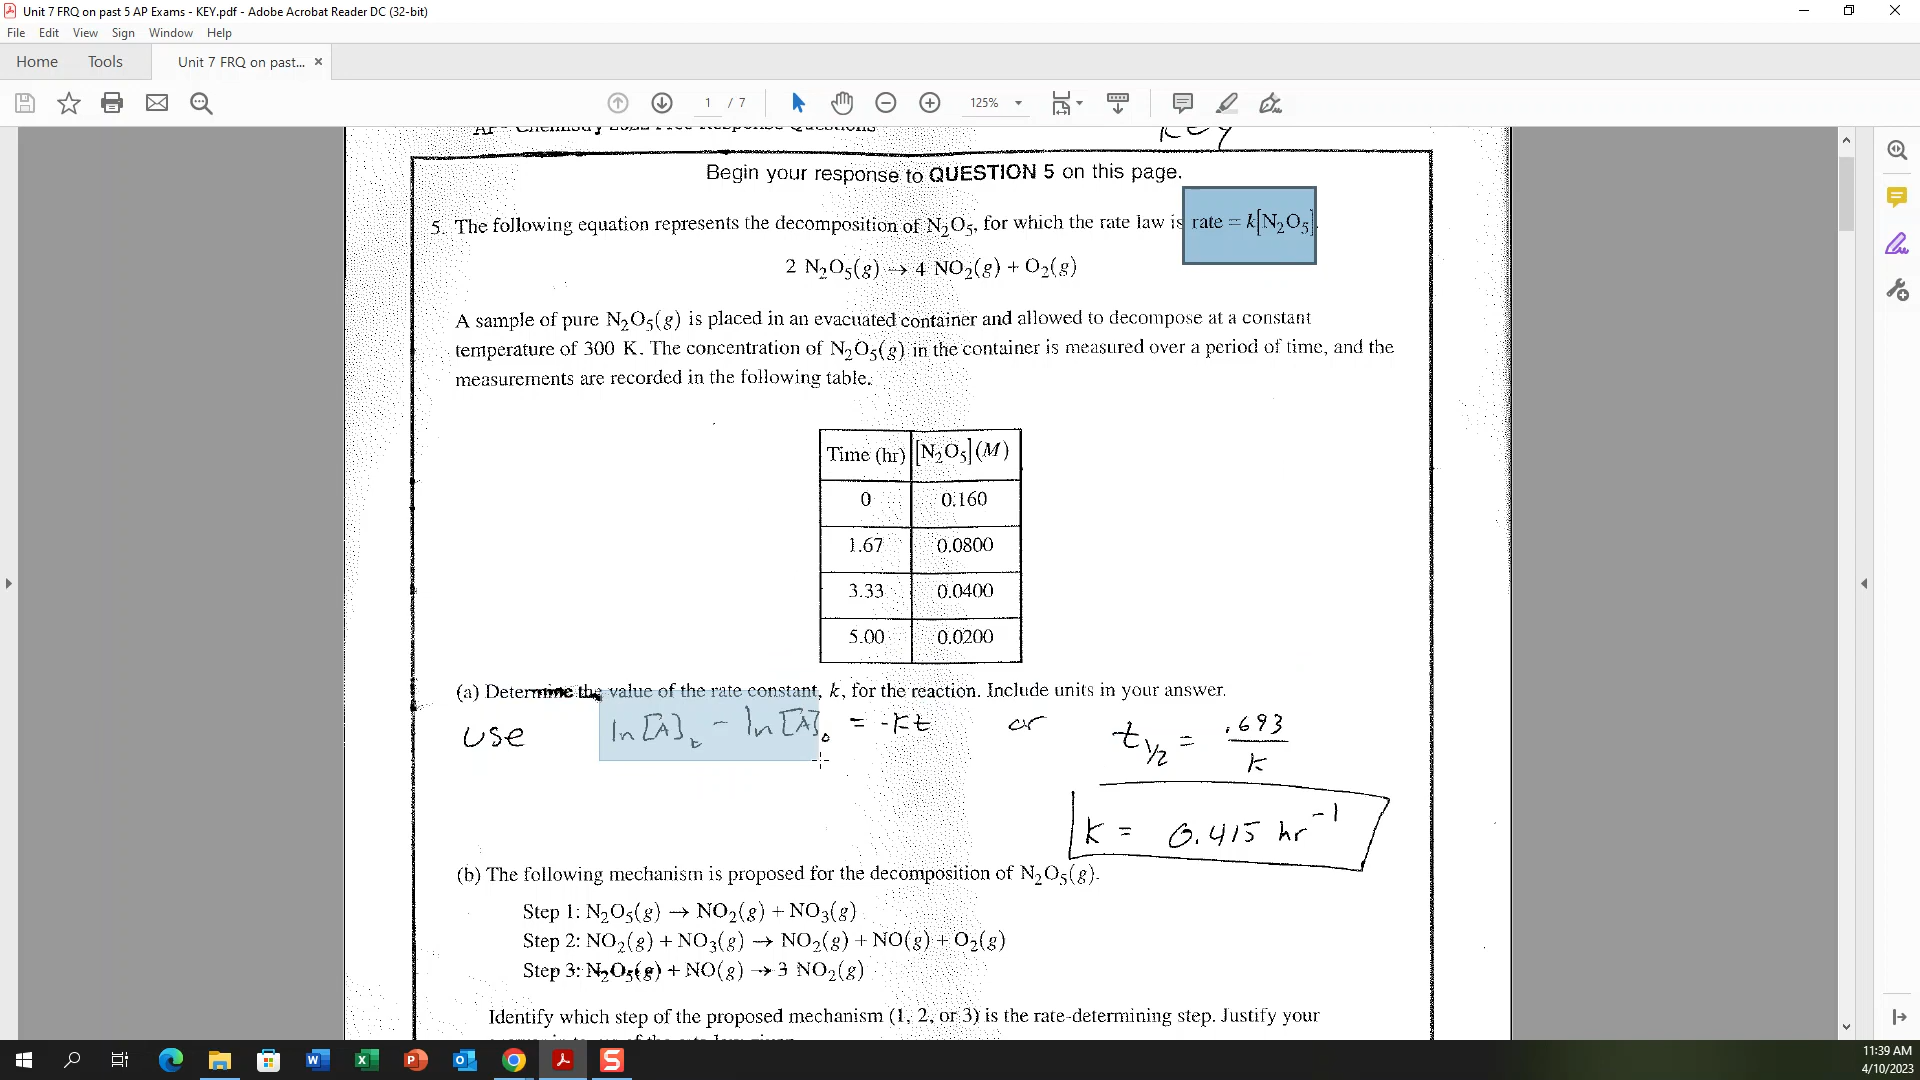 Unit 7 FRQ on past 5 AP Exams - KEY.pdf - Adobe Acrobat Reader DC (32-bit)
File Edit View Sign Window Help
Home Tools Unit 7 FRQ on past... ×
1 / 7 125%
AP Chemistry 2022 Free Response Questions KEY
Begin your response to QUESTION 5 on this page.
5. The following equation represents the decomposition of N₂O₅, for which the rate law is rate = k[N₂O₅].
2 N₂O₅(g) → 4 NO₂(g) + O₂(g)
A sample of pure N₂O₅(g) is placed in an evacuated container and allowed to decompose at a constant
temperature of 300 K. The concentration of N₂O₅(g) in the container is measured over a period of time, and the
measurements are recorded in the following table.
Time (hr) [N₂O₅](M)
0 0.160
1.67 0.0800
3.33 0.0400
5.00 0.0200
(a) Determine the value of the rate constant, k, for the reaction. Include units in your answer.
USE ln[A]t - ln[A]₀ = -kt or t1/2 = .693/k
k = 0.415 hr⁻¹
(b) The following mechanism is proposed for the decomposition of N₂O₅(g).
Step 1: N₂O₅(g) → NO₂(g) + NO₃(g)
Step 2: NO₂(g) + NO₃(g) → NO₂(g) + NO(g) + O₂(g)
Step 3: N₂O₅(g) + NO(g) → 3 NO₂(g)
Identify which step of the proposed mechanism (1, 2, or 3) is the rate-determining step. Justify your
11:39 AM
4/10/2023